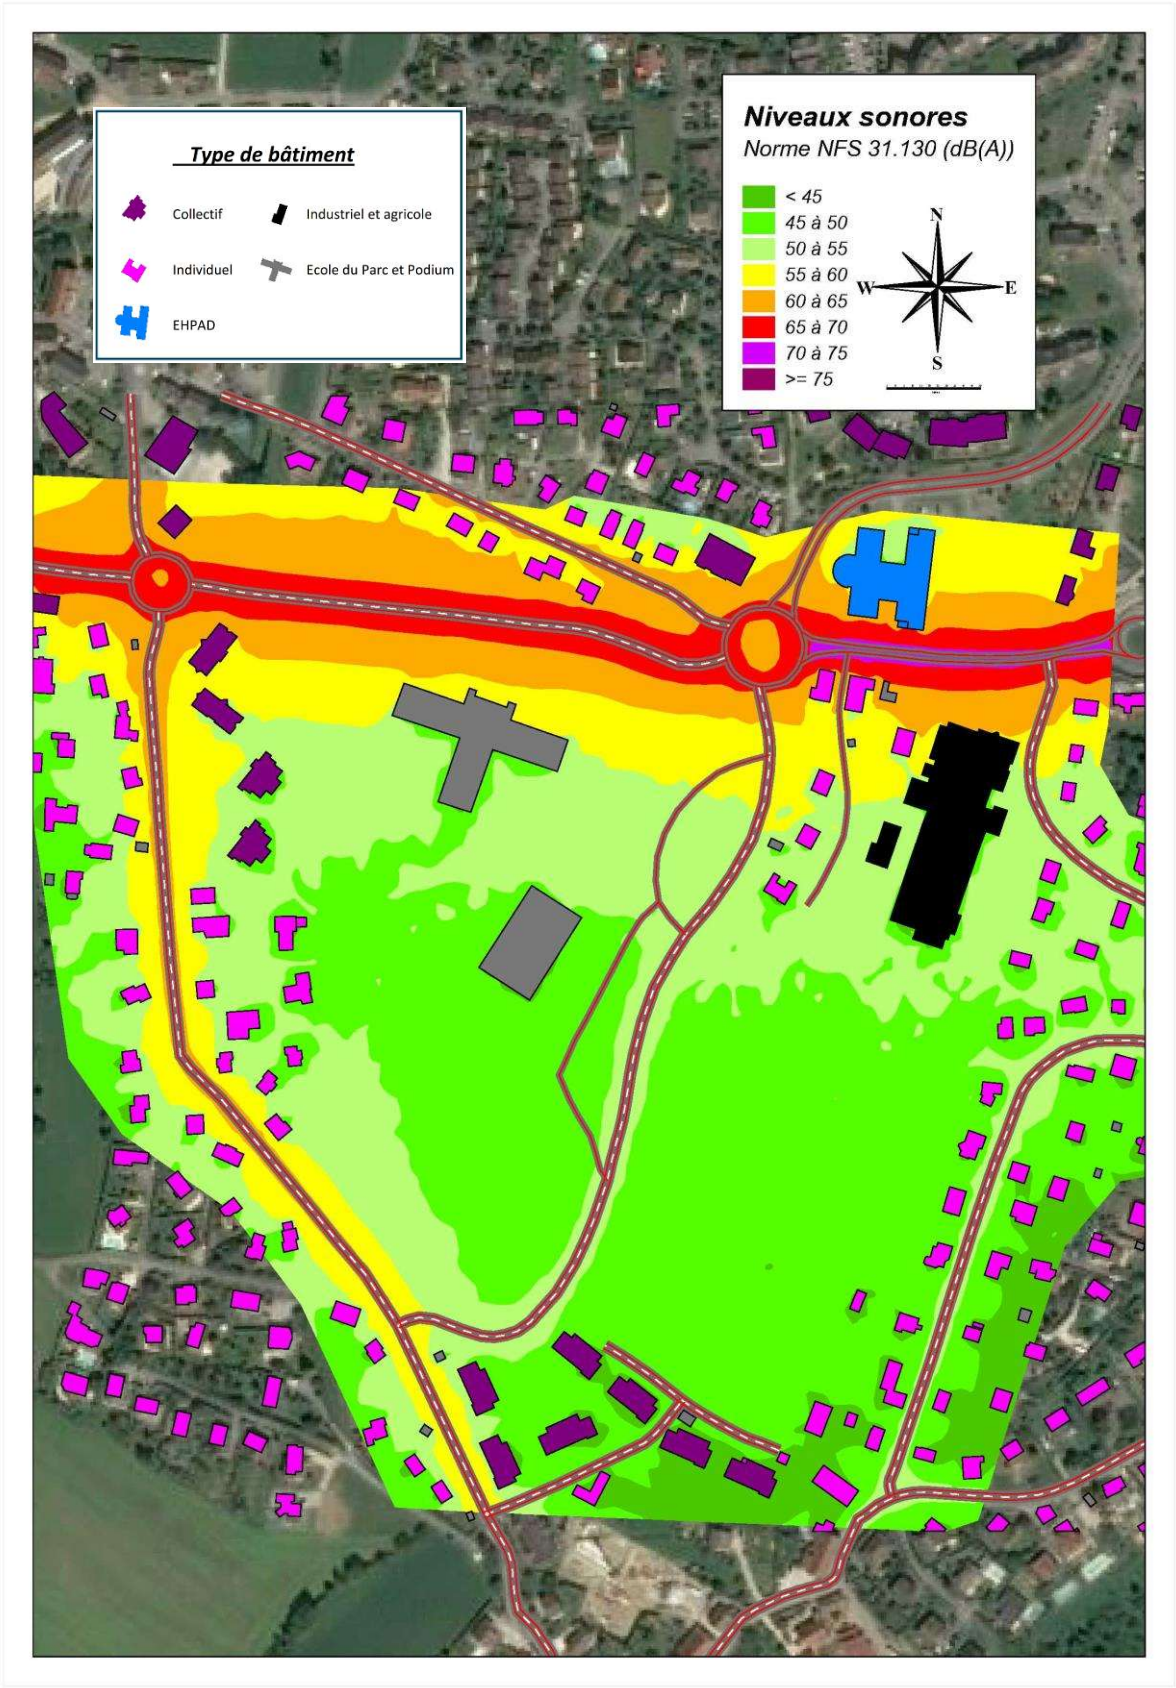 Type de bâtiment
Collectif
Industriel et agricole
Individuel
Ecole du Parc et Podium
EHPAD
Niveaux sonores
Norme NFS 31.130 (dB(A))
< 45
45 à 50
50 à 55
55 à 60
60 à 65
65 à 70
70 à 75
>= 75
N
W
E
S